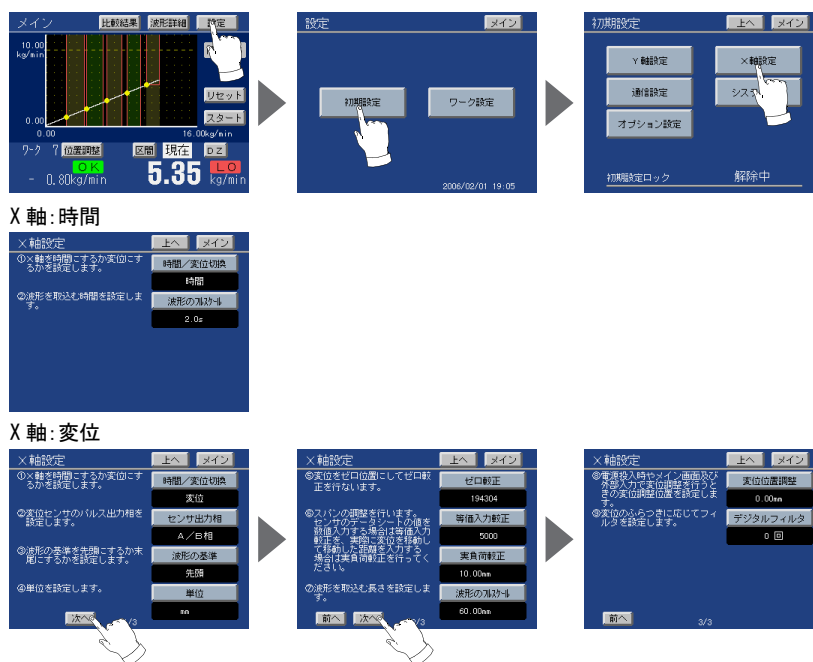 メイン 比較結果 波形詳細 設定
10.00
kg/min
リセット
スタート
0.00
0.00 16.00kg/min
ワーク 7 位置調整 区間 現在 DZ
OK LO
- 0.80kg/min 5.35 kg/min
設定 メイン
初期設定 ワーク設定
2006/02/01 19:05
初期設定 上へ メイン
Y軸設定 X軸設定
通信設定 システ
オプション設定
初期設定ロック 解除中
X軸:時間
X軸設定 上へ メイン
①X軸を時間にするか変位にす
るかを設定します。
時間/変位切換
時間
②波形を取込む時間を設定しま
す。
波形のフルスケール
2.0s
X軸:変位
X軸設定 上へ メイン
①X軸を時間にするか変位にす
るかを設定します。
時間/変位切換
変位
②変位センサのパルス出力相を
設定します。
センサ出力相
A/B相
③波形の基準を先頭にするか末
尾にするかを設定します。
波形の基準
先頭
④単位を設定します。
単位
mm
次へ /3
X軸設定 上へ メイン
⑤変位をゼロ位置にしてゼロ較
正を行ないます。
ゼロ較正
194304
⑥スパンの調整を行います。
センサのデータシートの値を
数値入力する場合は等価入力
較正を、実際に変位を移動し
て移動した距離を入力する
場合は実負荷較正を行ってく
ださい。
等価入力較正
5000
実負荷較正
10.00mm
⑦波形を取込む長さを設定しま
す。
波形のフルスケール
60.00mm
前へ 次へ /3
X軸設定 上へ メイン
⑧電源投入時やメイン画面及び
外部入力で変位調整を行うと
きの変位調整位置を設定しま
す。
変位位置調整
0.00mm
⑨変位のふらつきに応じてフィ
ルタを設定します。
デジタルフィルタ
0 回
前へ 3/3